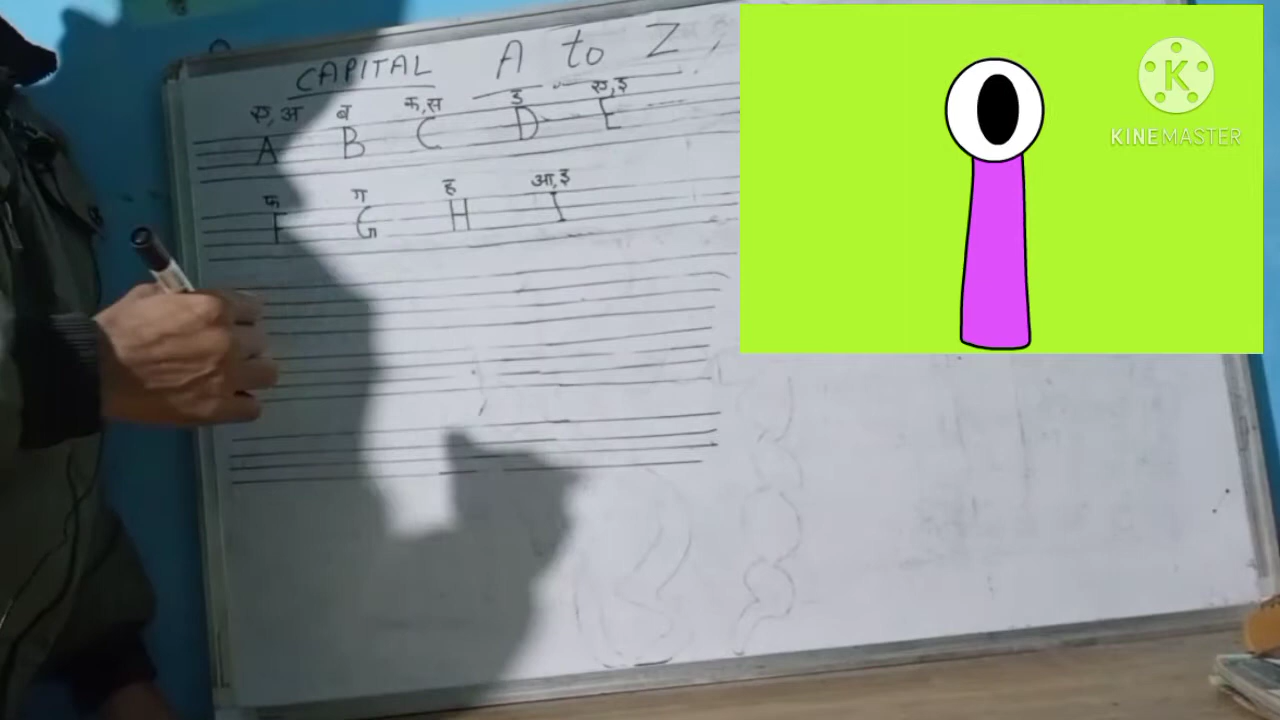 CAPITAL A to Z
ए,अ ब क,स ड ए,इ
A B C D E
फ ग ह आ,इ
F G H I
K
KINEMASTER